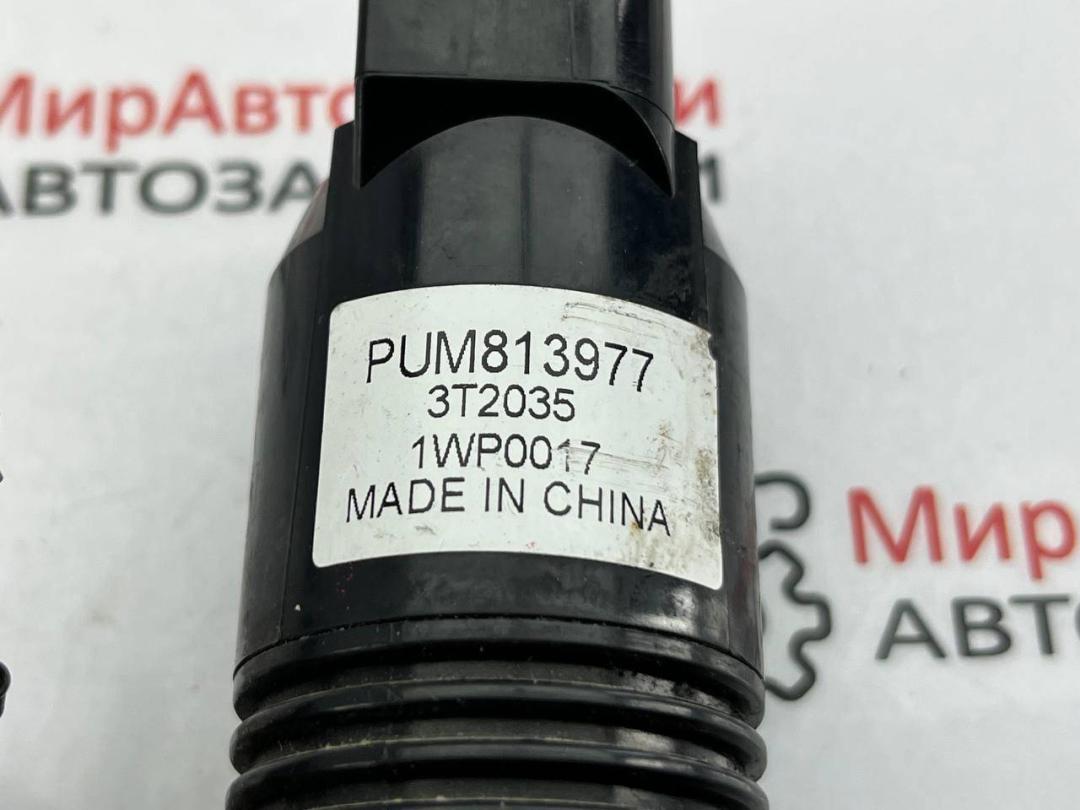 МирАвто
и
АВТОЗА
И
PUM813977
3T2035
1WP0017
MADE IN CHINA
Мир
АВТ